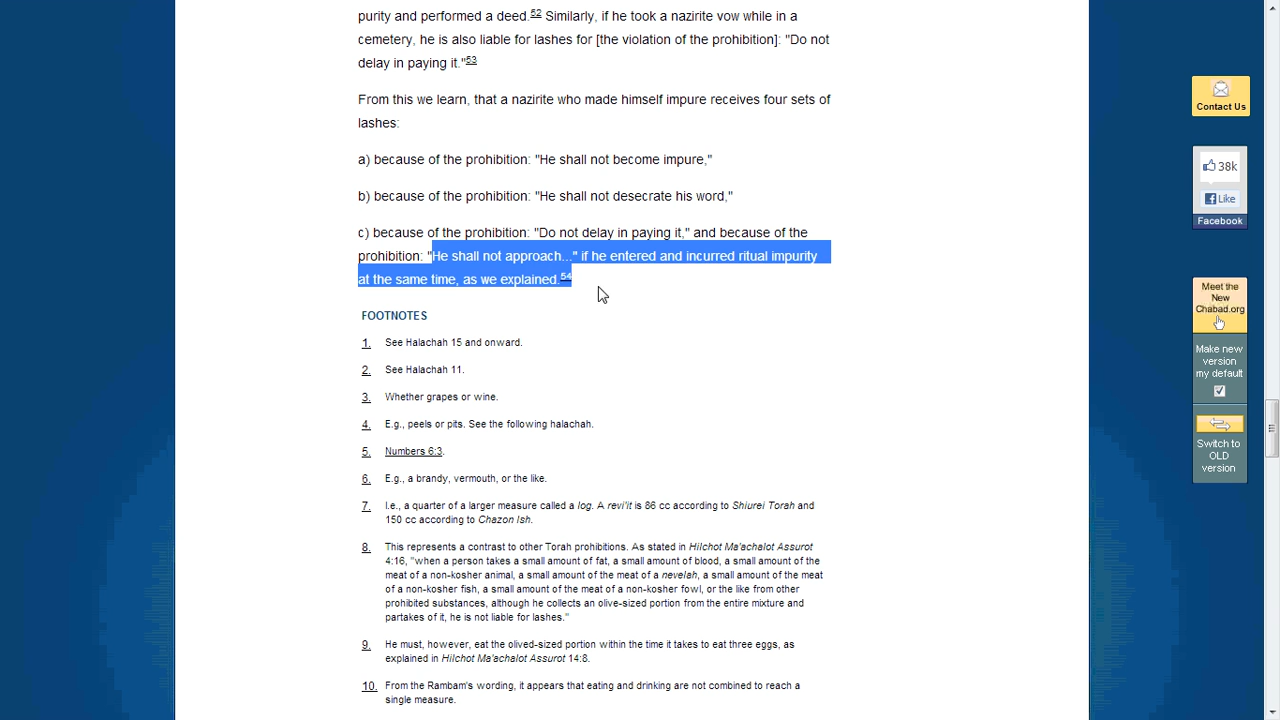 purity and performed a deed.52 Similarly, if he took a nazirite vow while in a
cemetery, he is also liable for lashes for [the violation of the prohibition]: "Do not
delay in paying it."53
From this we learn, that a nazirite who made himself impure receives four sets of
lashes:
a) because of the prohibition: "He shall not become impure,"
b) because of the prohibition: "He shall not desecrate his word,"
c) because of the prohibition: "Do not delay in paying it," and because of the
prohibition: "He shall not approach..." if he entered and incurred ritual impurity
at the same time, as we explained.54
FOOTNOTES
1. See Halachah 15 and onward.
2. See Halachah 11.
3. Whether grapes or wine.
4. E.g., peels or pits. See the following halachah.
5. Numbers 6:3.
6. E.g., a brandy, vermouth, or the like.
7. I.e., a quarter of a larger measure called a log. A revi'it is 86 cc according to Shiurei Torah and
150 cc according to Chazon Ish.
8. This represents a contrast to other Torah prohibitions. As stated in Hilchot Ma'achalot Assurot
4:16, "when a person takes a small amount of fat, a small amount of blood, a small amount of the
meat of a non-kosher animal, a small amount of the meat of a nevelah, a small amount of the meat
of a non-kosher fish, a small amount of the meat of a non-kosher fowl, or the like from other
prohibited substances, although he collects an olive-sized portion from the entire mixture and
partakes of it, he is not liable for lashes."
9. He must, however, eat the olived-sized portion within the time it takes to eat three eggs, as
explained in Hilchot Ma'achalot Assurot 14:8.
10. From the Rambam's wording, it appears that eating and drinking are not combined to reach a
single measure.
Contact Us
38k
Like
Facebook
Meet the
New
Chabad.org
Make new
version
my default
Switch to
OLD
version